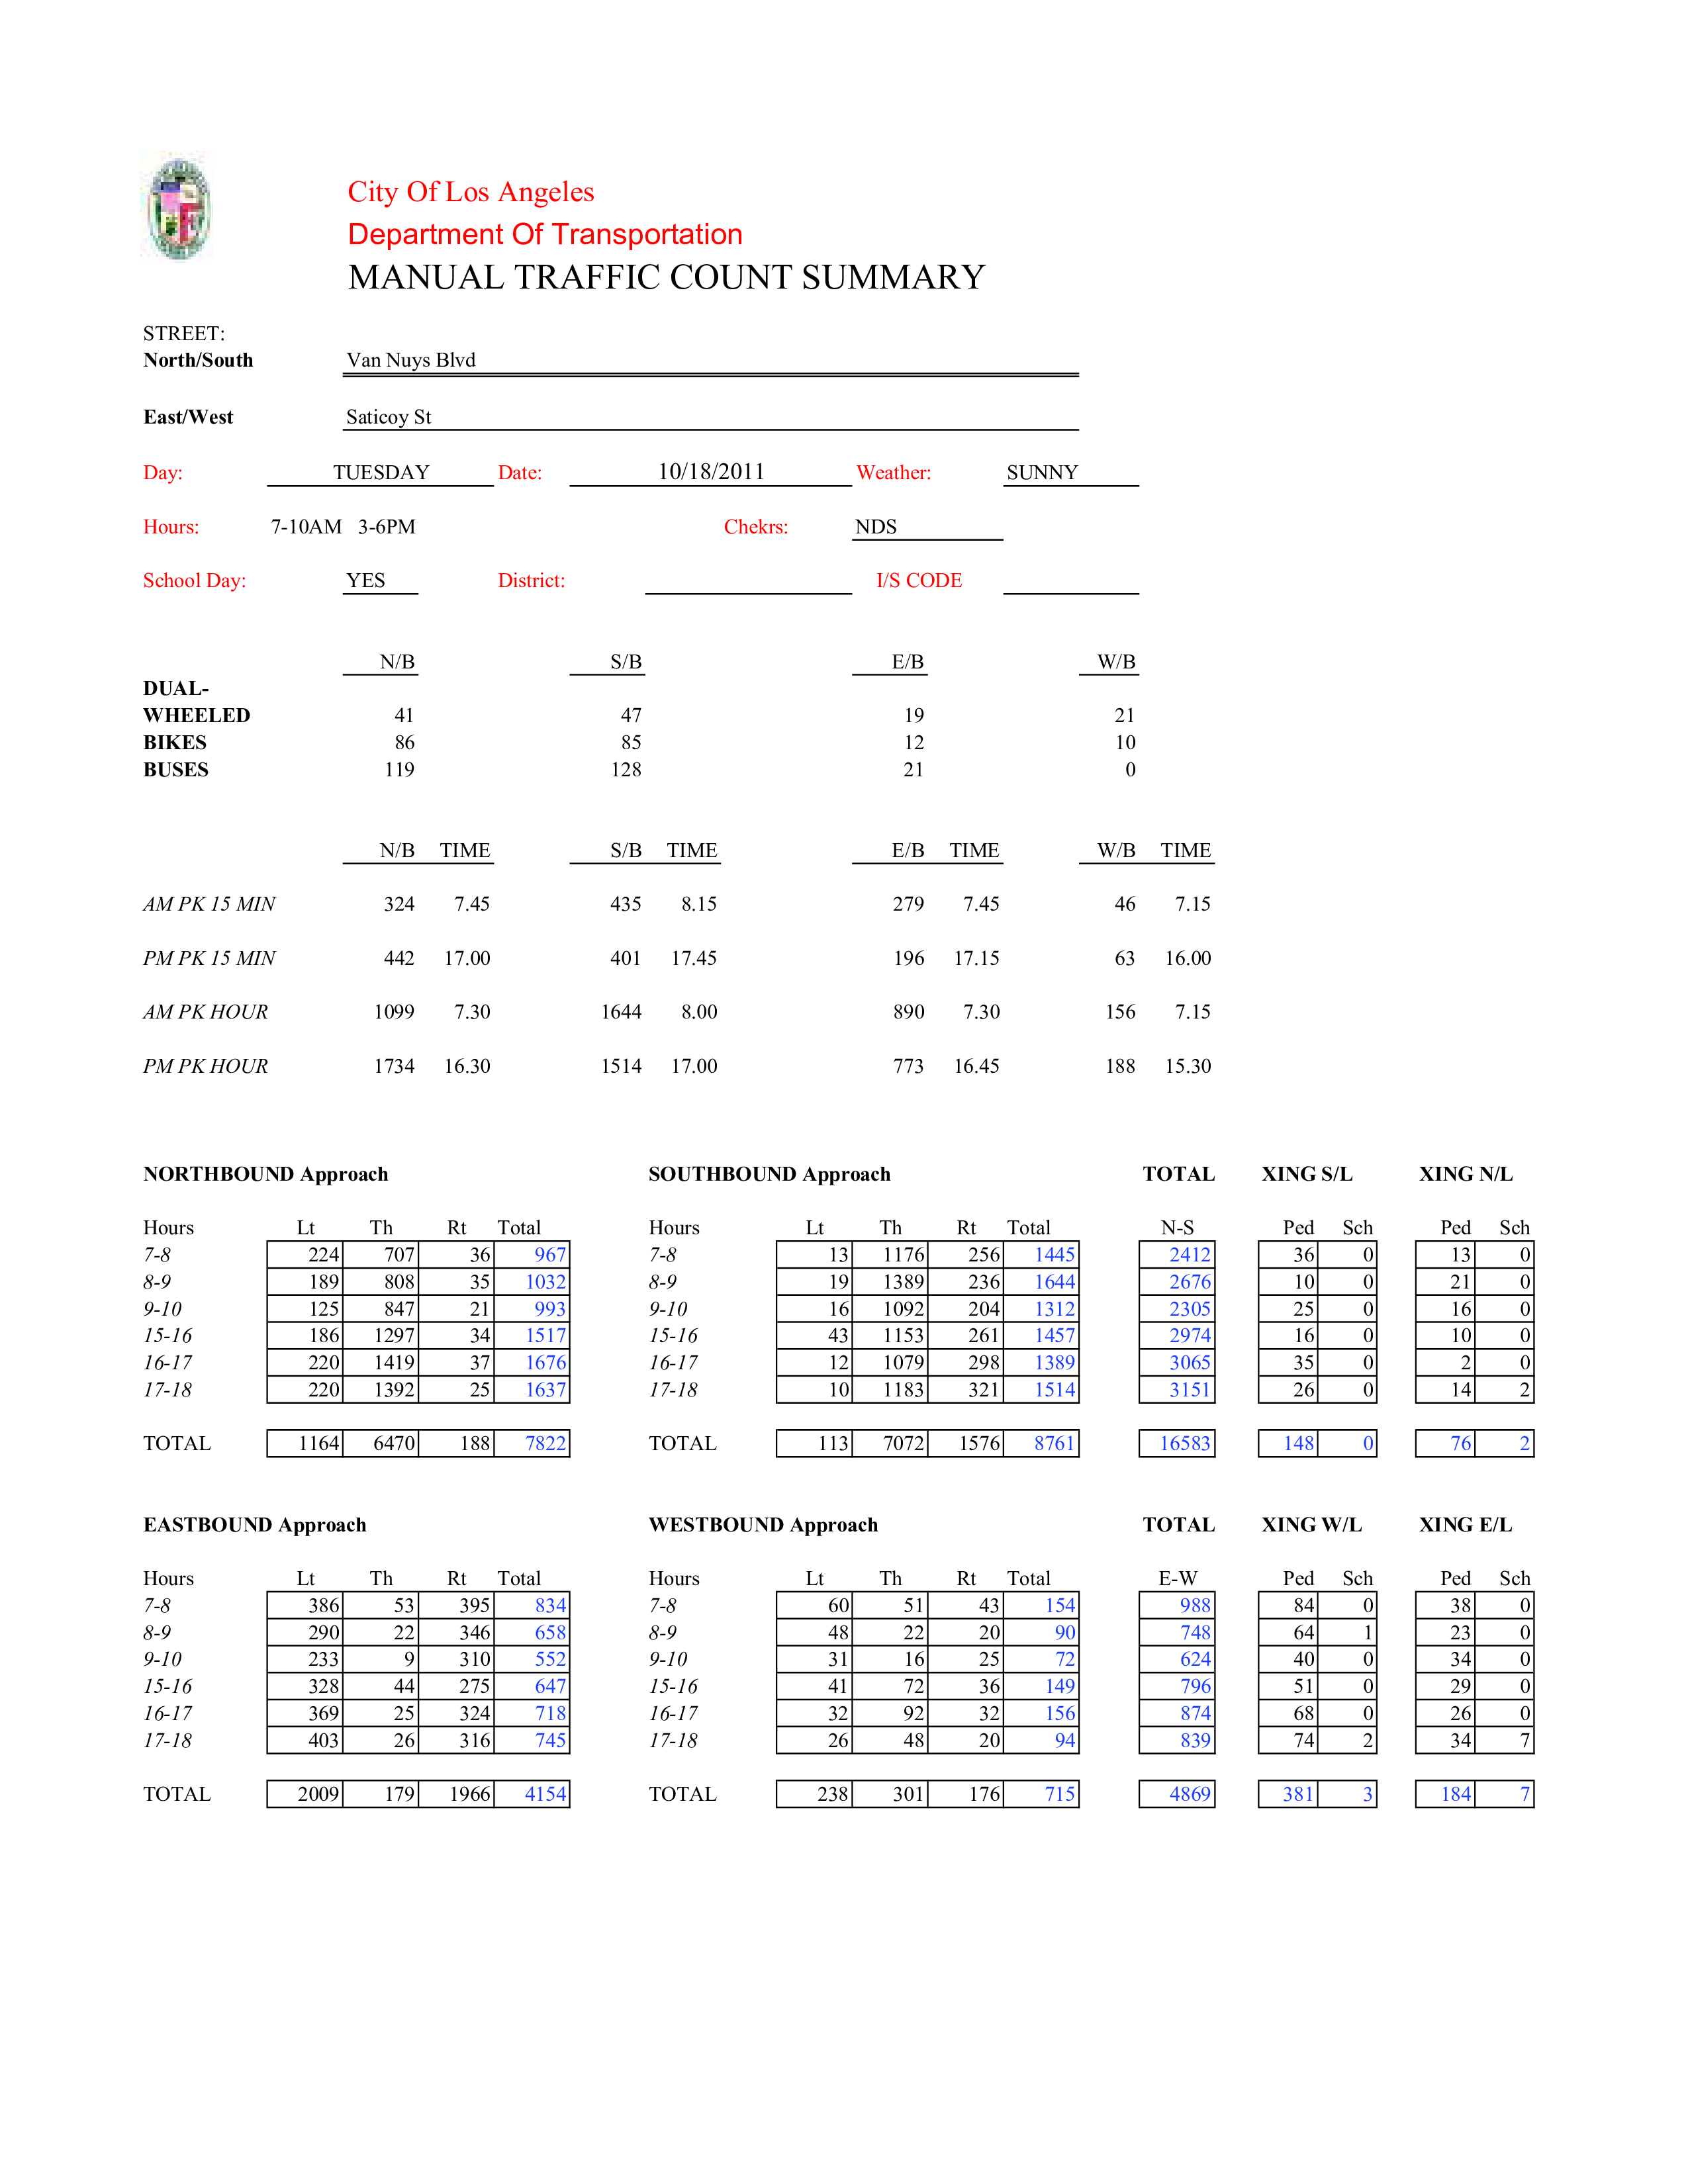 City Of Los Angeles
Department Of Transportation
MANUAL TRAFFIC COUNT SUMMARY
STREET:
North/South Van Nuys Blvd
East/West Saticoy St
Day: TUESDAY Date: 10/18/2011 Weather: SUNNY
Hours: 7-10AM 3-6PM Chekrs: NDS
School Day: YES District: I/S CODE
N/B S/B E/B W/B
DUAL-
WHEELED 41 47 19 21
BIKES 86 85 12 10
BUSES 119 128 21 0
N/B TIME S/B TIME E/B TIME W/B TIME
AM PK 15 MIN 324 7.45 435 8.15 279 7.45 46 7.15
PM PK 15 MIN 442 17.00 401 17.45 196 17.15 63 16.00
AM PK HOUR 1099 7.30 1644 8.00 890 7.30 156 7.15
PM PK HOUR 1734 16.30 1514 17.00 773 16.45 188 15.30
NORTHBOUND Approach SOUTHBOUND Approach TOTAL XING S/L XING N/L
Hours Lt Th Rt Total Hours Lt Th Rt Total N-S Ped Sch Ped Sch
7-8 224 707 36 967 7-8 13 1176 256 1445 2412 36 0 13 0
8-9 189 808 35 1032 8-9 19 1389 236 1644 2676 10 0 21 0
9-10 125 847 21 993 9-10 16 1092 204 1312 2305 25 0 16 0
15-16 186 1297 34 1517 15-16 43 1153 261 1457 2974 16 0 10 0
16-17 220 1419 37 1676 16-17 12 1079 298 1389 3065 35 0 2 0
17-18 220 1392 25 1637 17-18 10 1183 321 1514 3151 26 0 14 2
TOTAL 1164 6470 188 7822 TOTAL 113 7072 1576 8761 16583 148 0 76 2
EASTBOUND Approach WESTBOUND Approach TOTAL XING W/L XING E/L
Hours Lt Th Rt Total Hours Lt Th Rt Total E-W Ped Sch Ped Sch
7-8 386 53 395 834 7-8 60 51 43 154 988 84 0 38 0
8-9 290 22 346 658 8-9 48 22 20 90 748 64 1 23 0
9-10 233 9 310 552 9-10 31 16 25 72 624 40 0 34 0
15-16 328 44 275 647 15-16 41 72 36 149 796 51 0 29 0
16-17 369 25 324 718 16-17 32 92 32 156 874 68 0 26 0
17-18 403 26 316 745 17-18 26 48 20 94 839 74 2 34 7
TOTAL 2009 179 1966 4154 TOTAL 238 301 176 715 4869 381 3 184 7